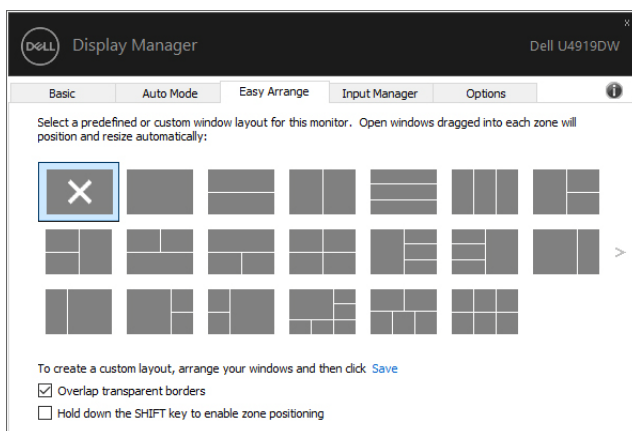 x
DELL Display Manager Dell U4919DW
Basic Auto Mode Easy Arrange Input Manager Options i
Select a predefined or custom window layout for this monitor. Open windows dragged into each zone will
position and resize automatically:
>
To create a custom layout, arrange your windows and then click Save
Overlap transparent borders
Hold down the SHIFT key to enable zone positioning